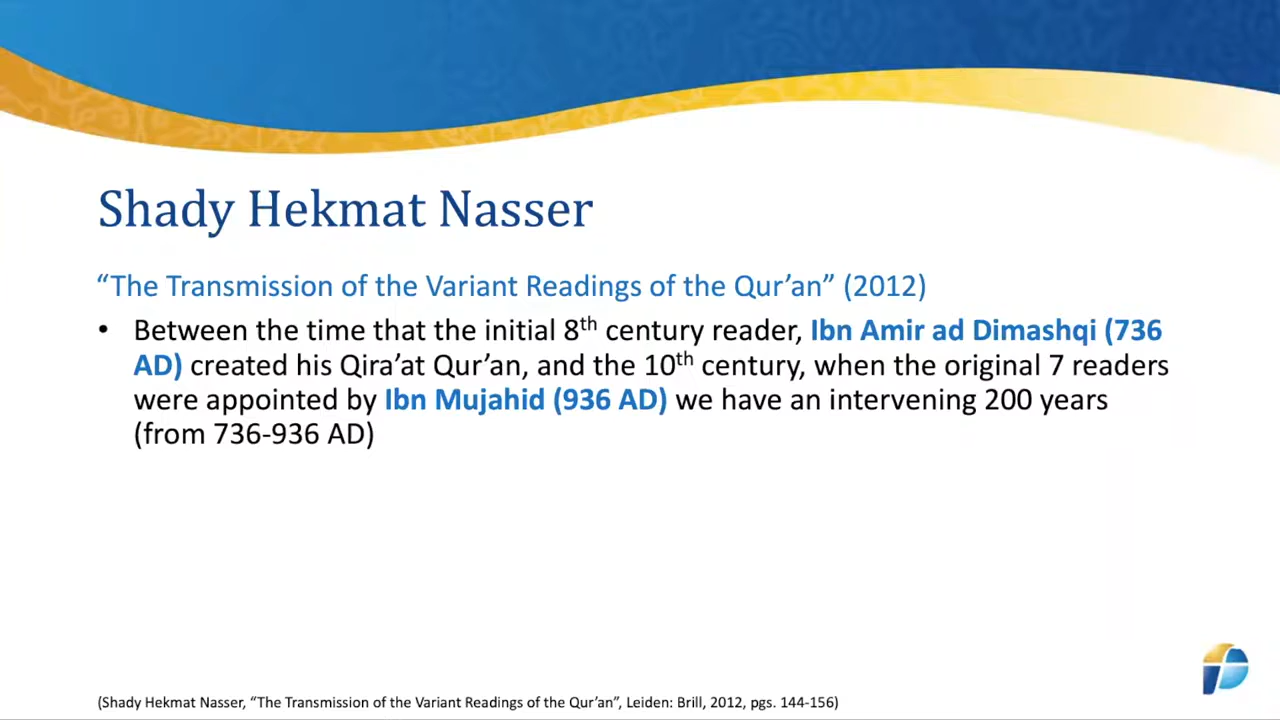 Shady Hekmat Nasser
“The Transmission of the Variant Readings of the Qur’an” (2012)
• Between the time that the initial 8th century reader, Ibn Amir ad Dimashqi (736
AD) created his Qira’at Qur’an, and the 10th century, when the original 7 readers
were appointed by Ibn Mujahid (936 AD) we have an intervening 200 years
(from 736-936 AD)
(Shady Hekmat Nasser, “The Transmission of the Variant Readings of the Qur’an”, Leiden: Brill, 2012, pgs. 144-156)